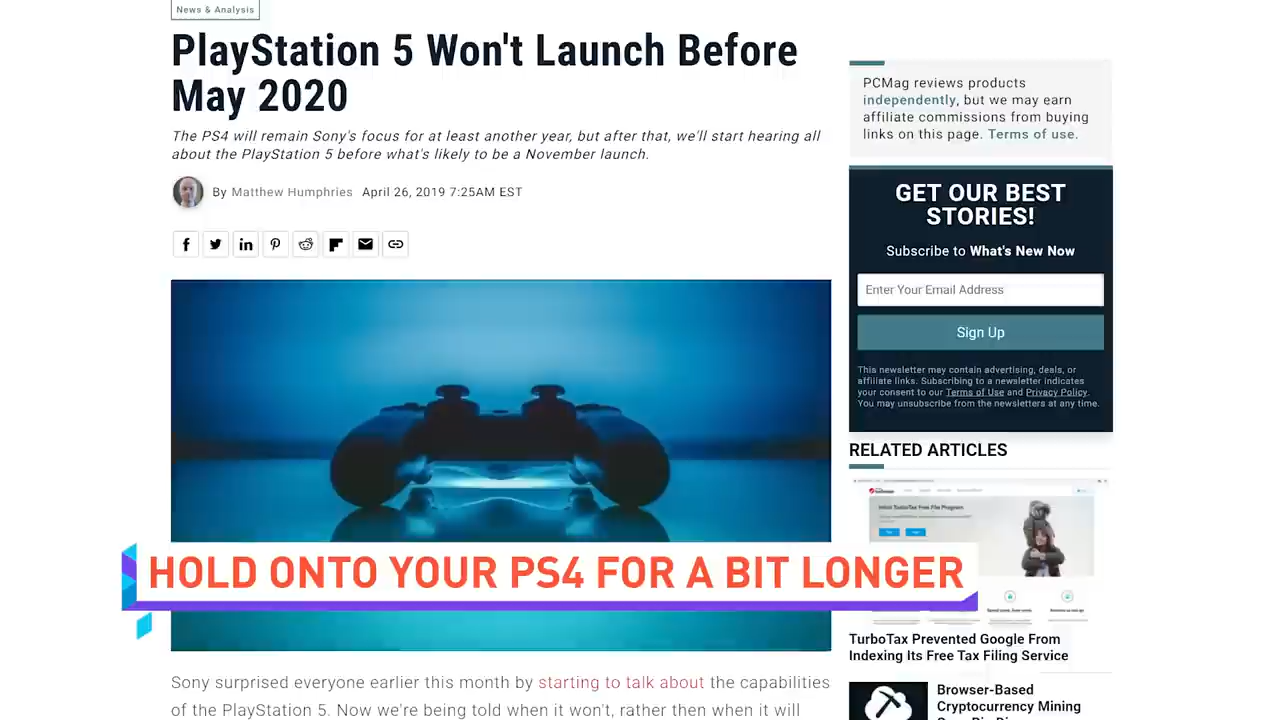 News & Analysis
PlayStation 5 Won't Launch Before
May 2020
The PS4 will remain Sony's focus for at least another year, but after that, we'll start hearing all
about the PlayStation 5 before what's likely to be a November launch.
By Matthew Humphries April 26, 2019 7:25AM EST
HOLD ONTO YOUR PS4 FOR A BIT LONGER
Sony surprised everyone earlier this month by starting to talk about the capabilities
of the PlayStation 5. Now we're being told when it won't, rather then when it will
PCMag reviews products
independently, but we may earn
affiliate commissions from buying
links on this page. Terms of use.
GET OUR BEST
STORIES!
Subscribe to What's New Now
Enter Your Email Address
Sign Up
This newsletter may contain advertising, deals, or
affiliate links. Subscribing to a newsletter indicates
your consent to our Terms of Use and Privacy Policy.
You may unsubscribe from the newsletters at any time.
RELATED ARTICLES
TurboTax Prevented Google From
Indexing Its Free Tax Filing Service
Browser-Based
Cryptocurrency Mining